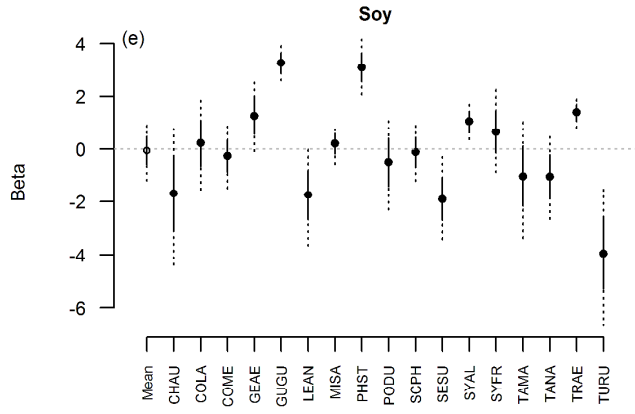 Soy
(e)
4
2
0
-2
-4
-6
Beta
Mean
CHAU
COLA
COME
GEAE
GUGU
LEAN
MISA
PHST
PODU
SCPH
SESU
SYAL
SYFR
TAMA
TANA
TRAE
TURU